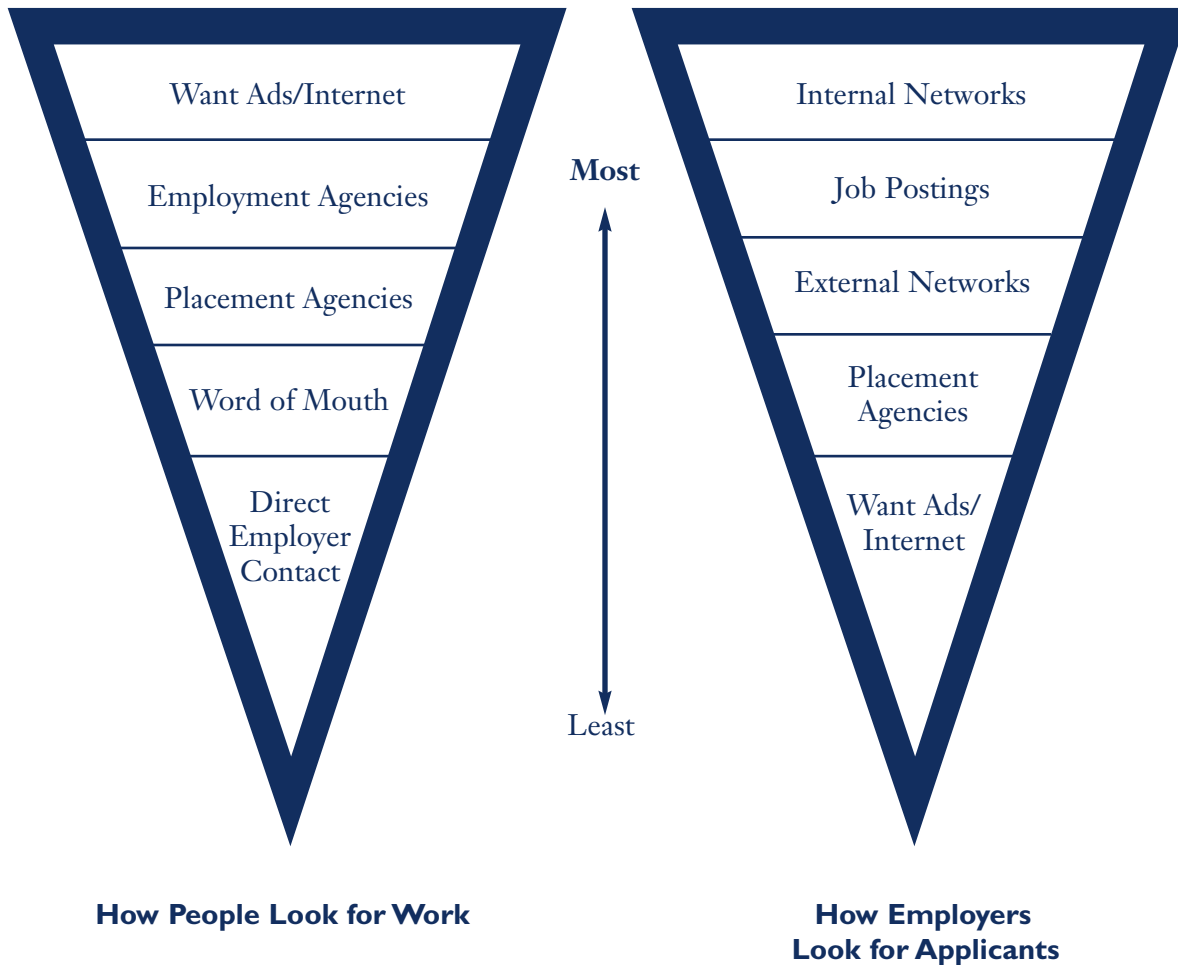 Want Ads/Internet
Employment Agencies
Placement Agencies
Word of Mouth
Direct
Employer
Contact
Most
Least
Internal Networks
Job Postings
External Networks
Placement
Agencies
Want Ads/
Internet
How People Look for Work
How Employers
Look for Applicants